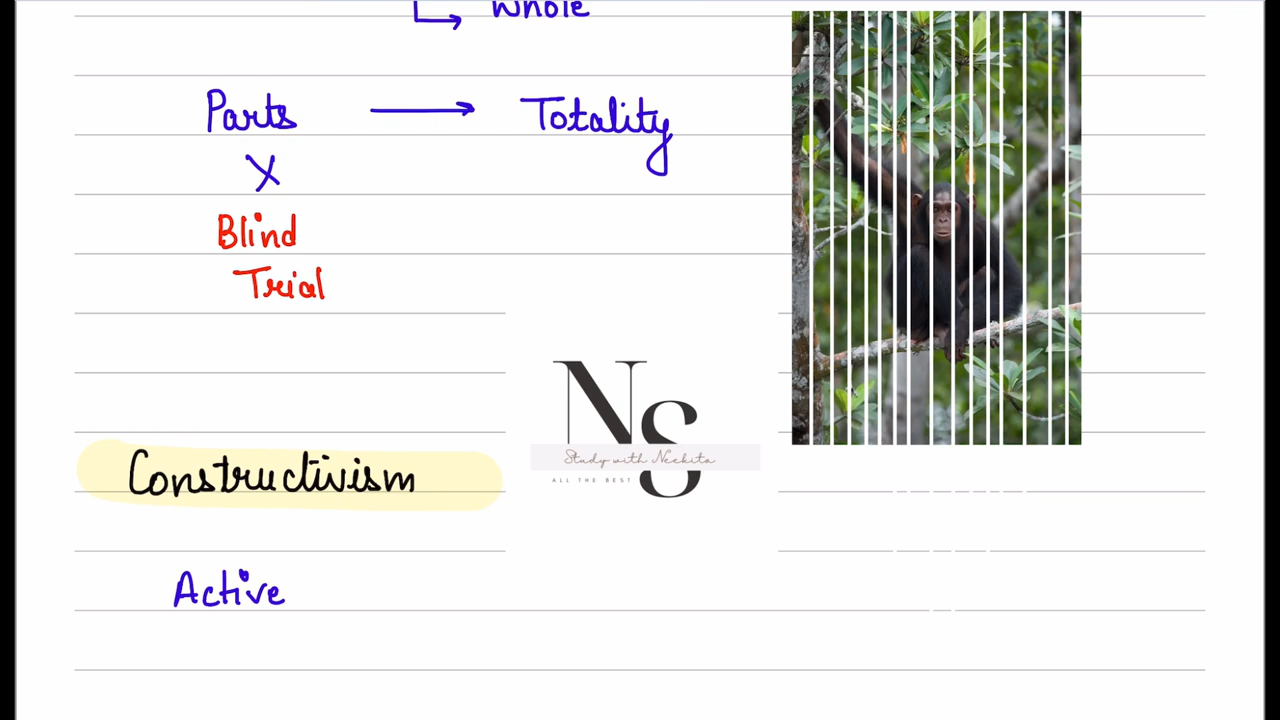 Whole
Parts → Totality
X
Blind
Trial
NS
Study with Neekita
ALL THE BEST
Constructivism
Active